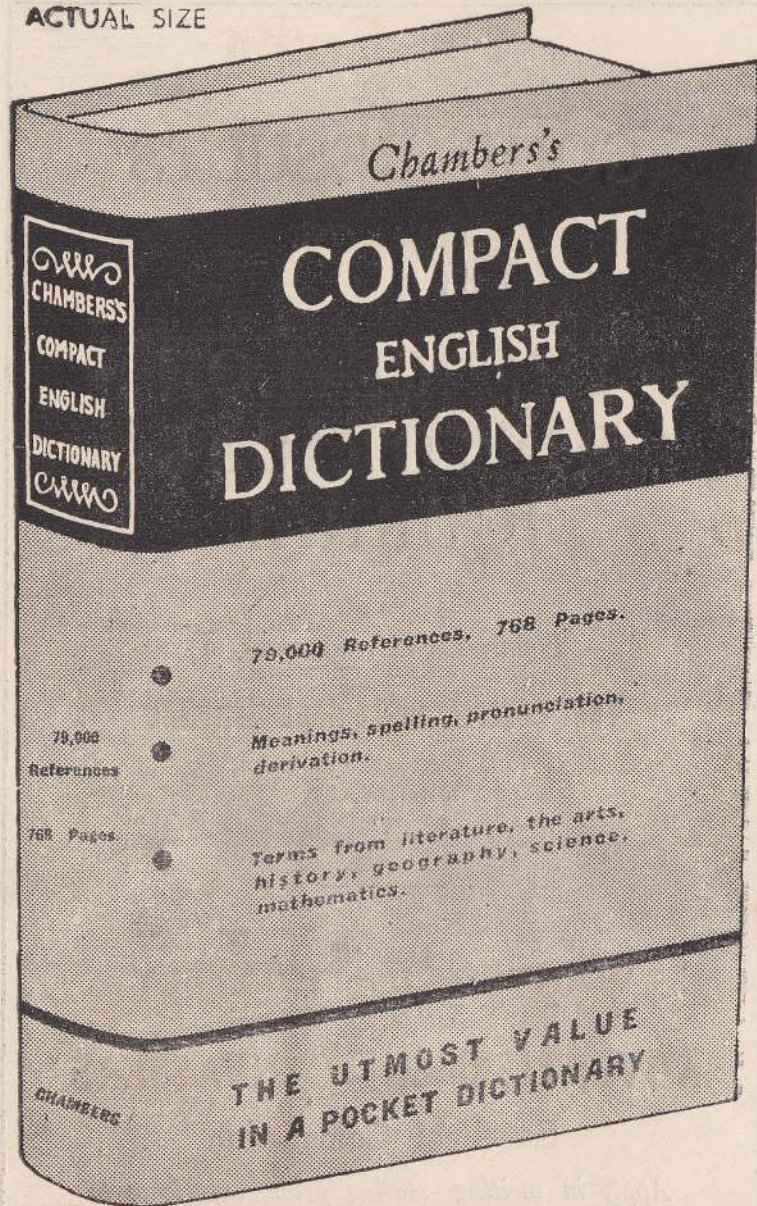 ACTUAL SIZE
Chambers's
COMPACT
ENGLISH
DICTIONARY
CHAMBERS'S
COMPACT
ENGLISH
DICTIONARY
79,000 References, 768 Pages.
Meanings, spelling, pronunciation,
derivation.
Terms from literature, the arts,
history, geography, science,
mathematics.
79,000
References
768 Pages
THE UTMOST VALUE
IN A POCKET DICTIONARY
CHAMBERS